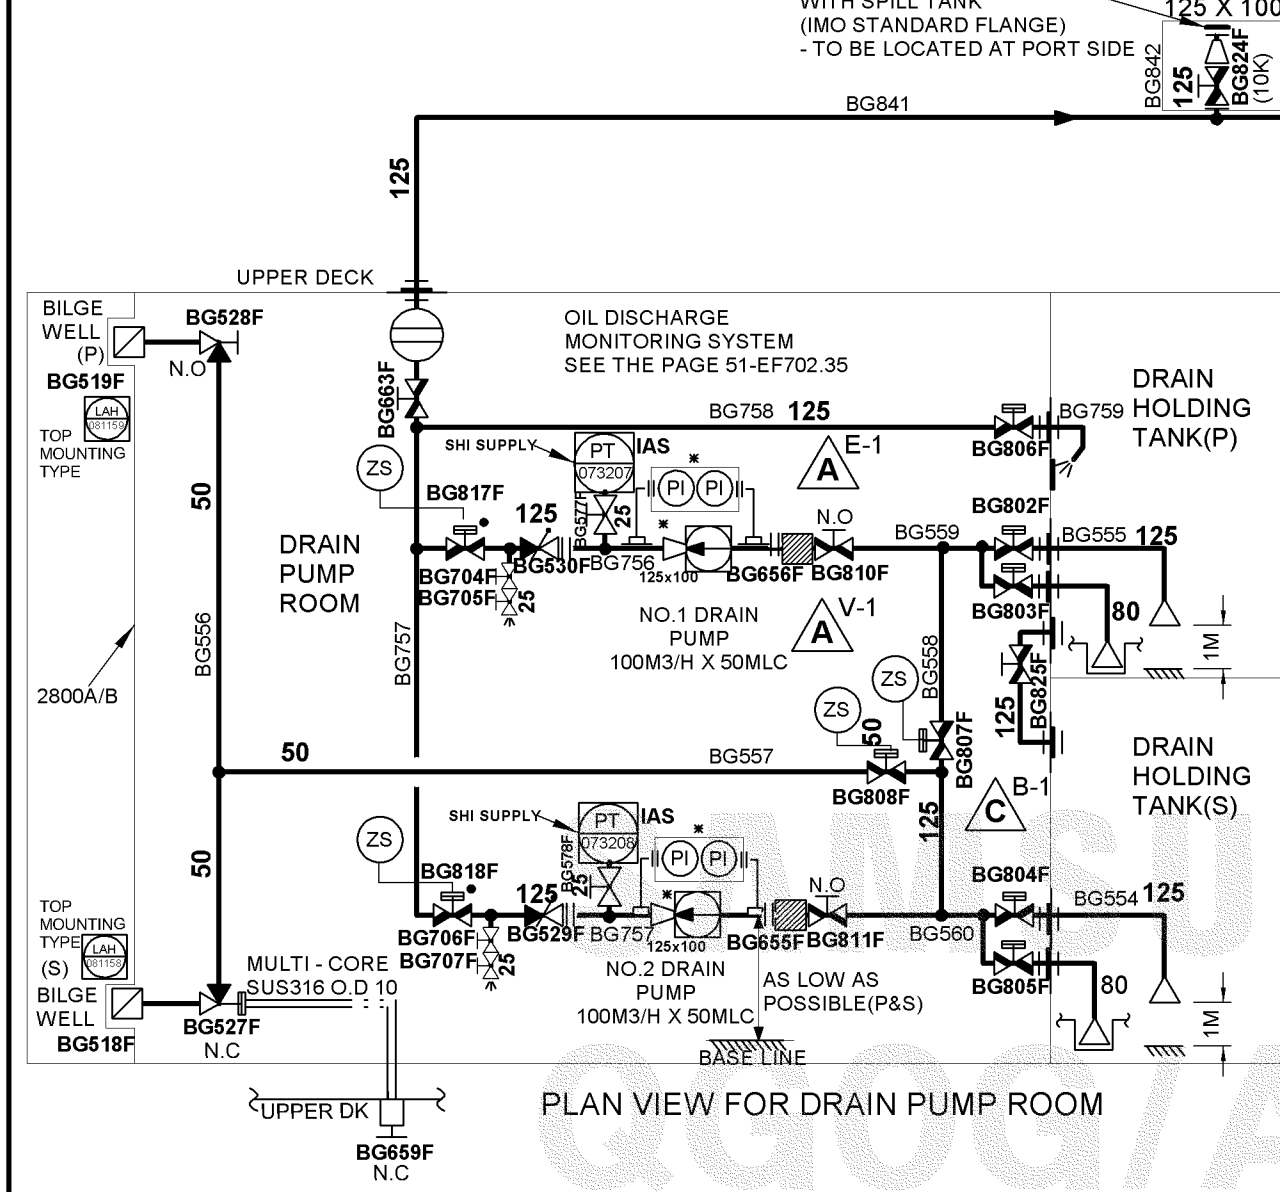 WITH SPILL TANK
(IMO STANDARD FLANGE)
- TO BE LOCATED AT PORT SIDE
125 X 100
BG842
125
BG824F
(10K)
BG841
125
UPPER DECK
BILGE
WELL
(P)
BG528F
N.O
BG519F
LAH
081159
TOP
MOUNTING
TYPE
50
OIL DISCHARGE
MONITORING SYSTEM
SEE THE PAGE 51-EF702.35
BG663F
BG758 125
BG806F
BG759
DRAIN
HOLDING
TANK(P)
SHI SUPPLY
PT
073207
IAS
*
PI PI
A E-1
ZS
BG817F
125
BG577F
25
*
N.O
BG559
BG802F
BG555 125
DRAIN
PUMP
ROOM
BG704F
BG705F
25
BG530F
BG756
125x100
BG656F
BG810F
BG803F
80
NO.1 DRAIN
PUMP
100M3/H X 50MLC
A V-1
BG556
BG757
BG558
1M
BG825F
125
2800A/B
ZS
ZS
50
BG807F
50
BG557
BG808F
125
DRAIN
HOLDING
TANK(S)
C B-1
SAMSU
SHI SUPPLY
PT
073208
IAS
*
PI PI
ZS
50
BG818F
125
BG578F
25
*
N.O
BG804F
BG554 125
TOP
MOUNTING
TYPE
(S)
LAH
081158
BG706F
BG707F
25
BG529F
BG757
125x100
BG655F
BG811F
BG560
BG805F
80
MULTI - CORE
SUS316 O.D 10
NO.2 DRAIN
PUMP
100M3/H X 50MLC
AS LOW AS
POSSIBLE(P&S)
1M
BILGE
WELL
BG518F
BG527F
N.C
BASE LINE
UPPER DK
PLAN VIEW FOR DRAIN PUMP ROOM
QGOG/A
BG659F
N.C